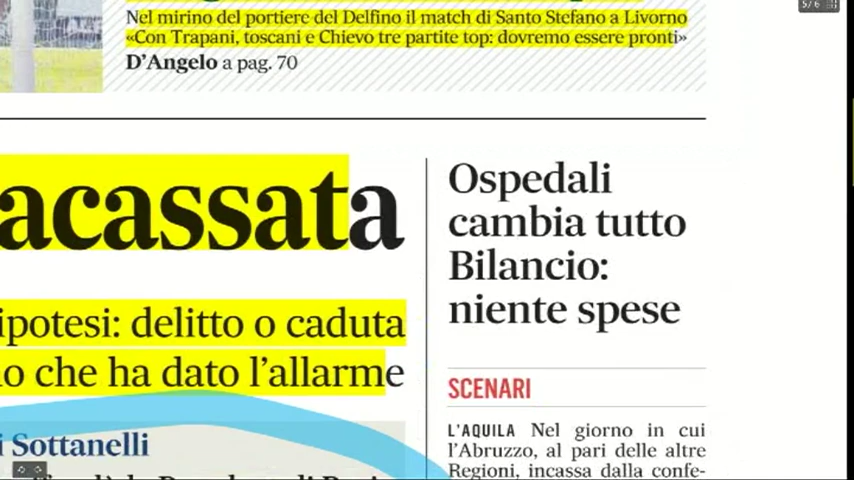 Nel mirino del portiere del Delfino il match di Santo Stefano a Livorno
«Con Trapani, toscani e Chievo tre partite top: dovremo essere pronti»
D'Angelo a pag. 70
acassata
ipotesi: delitto o caduta
che ha dato l'allarme
Sottanelli
Ospedali
cambia tutto
Bilancio:
niente spese
SCENARI
L'AQUILA Nel giorno in cui
l'Abruzzo, al pari delle altre
Regioni, incassa dalla confe-
5/6